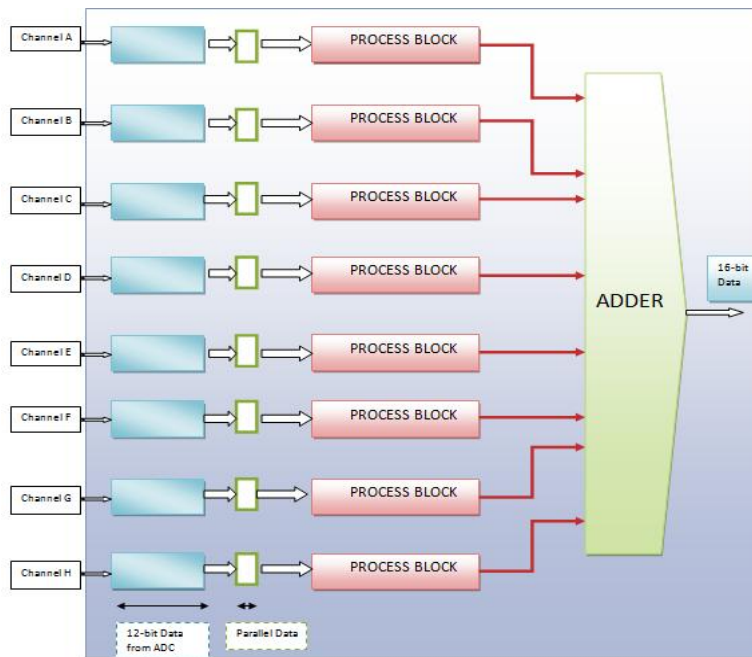 Channel A
PROCESS BLOCK
Channel B
PROCESS BLOCK
Channel C
PROCESS BLOCK
Channel D
PROCESS BLOCK
16-bit
Data
ADDER
Channel E
PROCESS BLOCK
Channel F
PROCESS BLOCK
Channel G
PROCESS BLOCK
Channel H
PROCESS BLOCK
12-bit Data
from ADC
Parallel Data